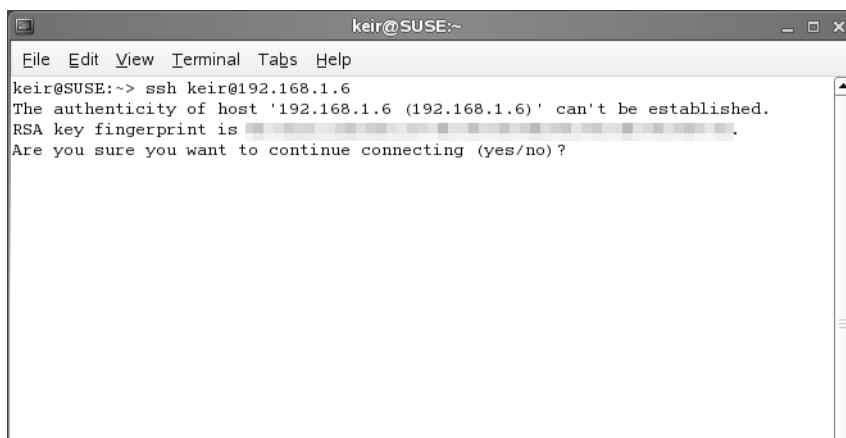 keir@SUSE:~
File Edit View Terminal Tabs Help
keir@SUSE:~> ssh keir@192.168.1.6
The authenticity of host '192.168.1.6 (192.168.1.6)' can't be established.
RSA key fingerprint is .
Are you sure you want to continue connecting (yes/no)?